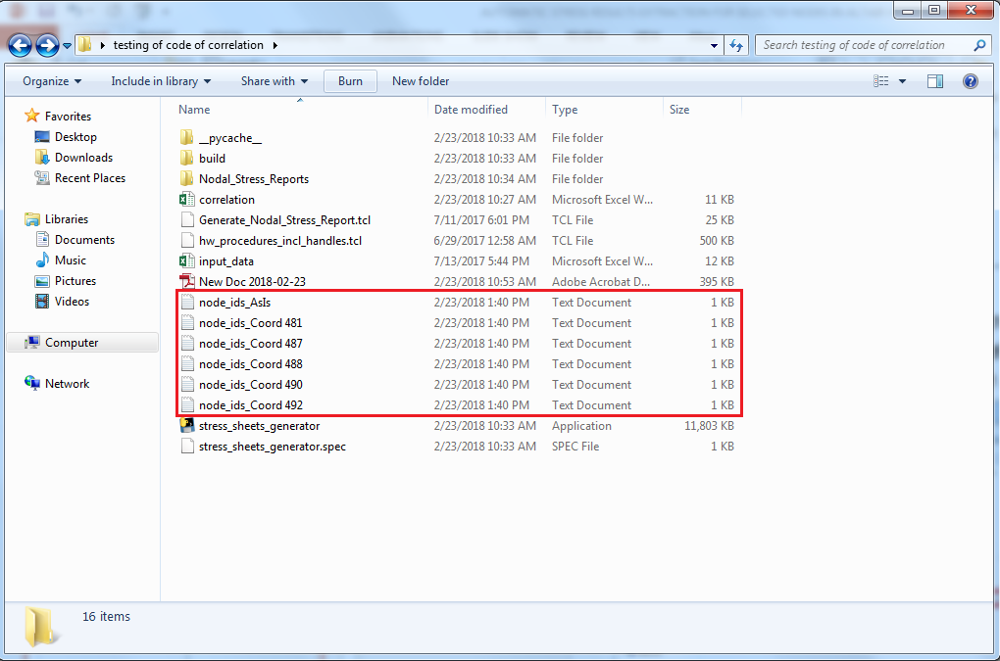 testing of code of correlation
Search testing of code of correlation
Organize Include in library Share with Burn New folder
Name Date modified Type Size
Favorites
Desktop
Downloads
Recent Places
Libraries
Documents
Music
Pictures
Videos
Computer
Network
__pycache__ 2/23/2018 10:33 AM File folder
build 2/23/2018 10:33 AM File folder
Nodal_Stress_Reports 2/23/2018 10:34 AM File folder
correlation 2/23/2018 10:27 AM Microsoft Excel W... 11 KB
Generate_Nodal_Stress_Report.tcl 7/11/2017 6:01 PM TCL File 25 KB
hw_procedures_incl_handles.tcl 6/29/2017 12:58 AM TCL File 500 KB
input_data 7/13/2017 5:44 PM Microsoft Excel W... 12 KB
New Doc 2018-02-23 2/23/2018 10:53 AM Adobe Acrobat D... 395 KB
node_ids_AsIs 2/23/2018 1:40 PM Text Document 1 KB
node_ids_Coord 481 2/23/2018 1:40 PM Text Document 1 KB
node_ids_Coord 487 2/23/2018 1:40 PM Text Document 1 KB
node_ids_Coord 488 2/23/2018 1:40 PM Text Document 1 KB
node_ids_Coord 490 2/23/2018 1:40 PM Text Document 1 KB
node_ids_Coord 492 2/23/2018 1:40 PM Text Document 1 KB
stress_sheets_generator 2/23/2018 10:33 AM Application 11,803 KB
stress_sheets_generator.spec 2/23/2018 10:33 AM SPEC File 1 KB
16 items